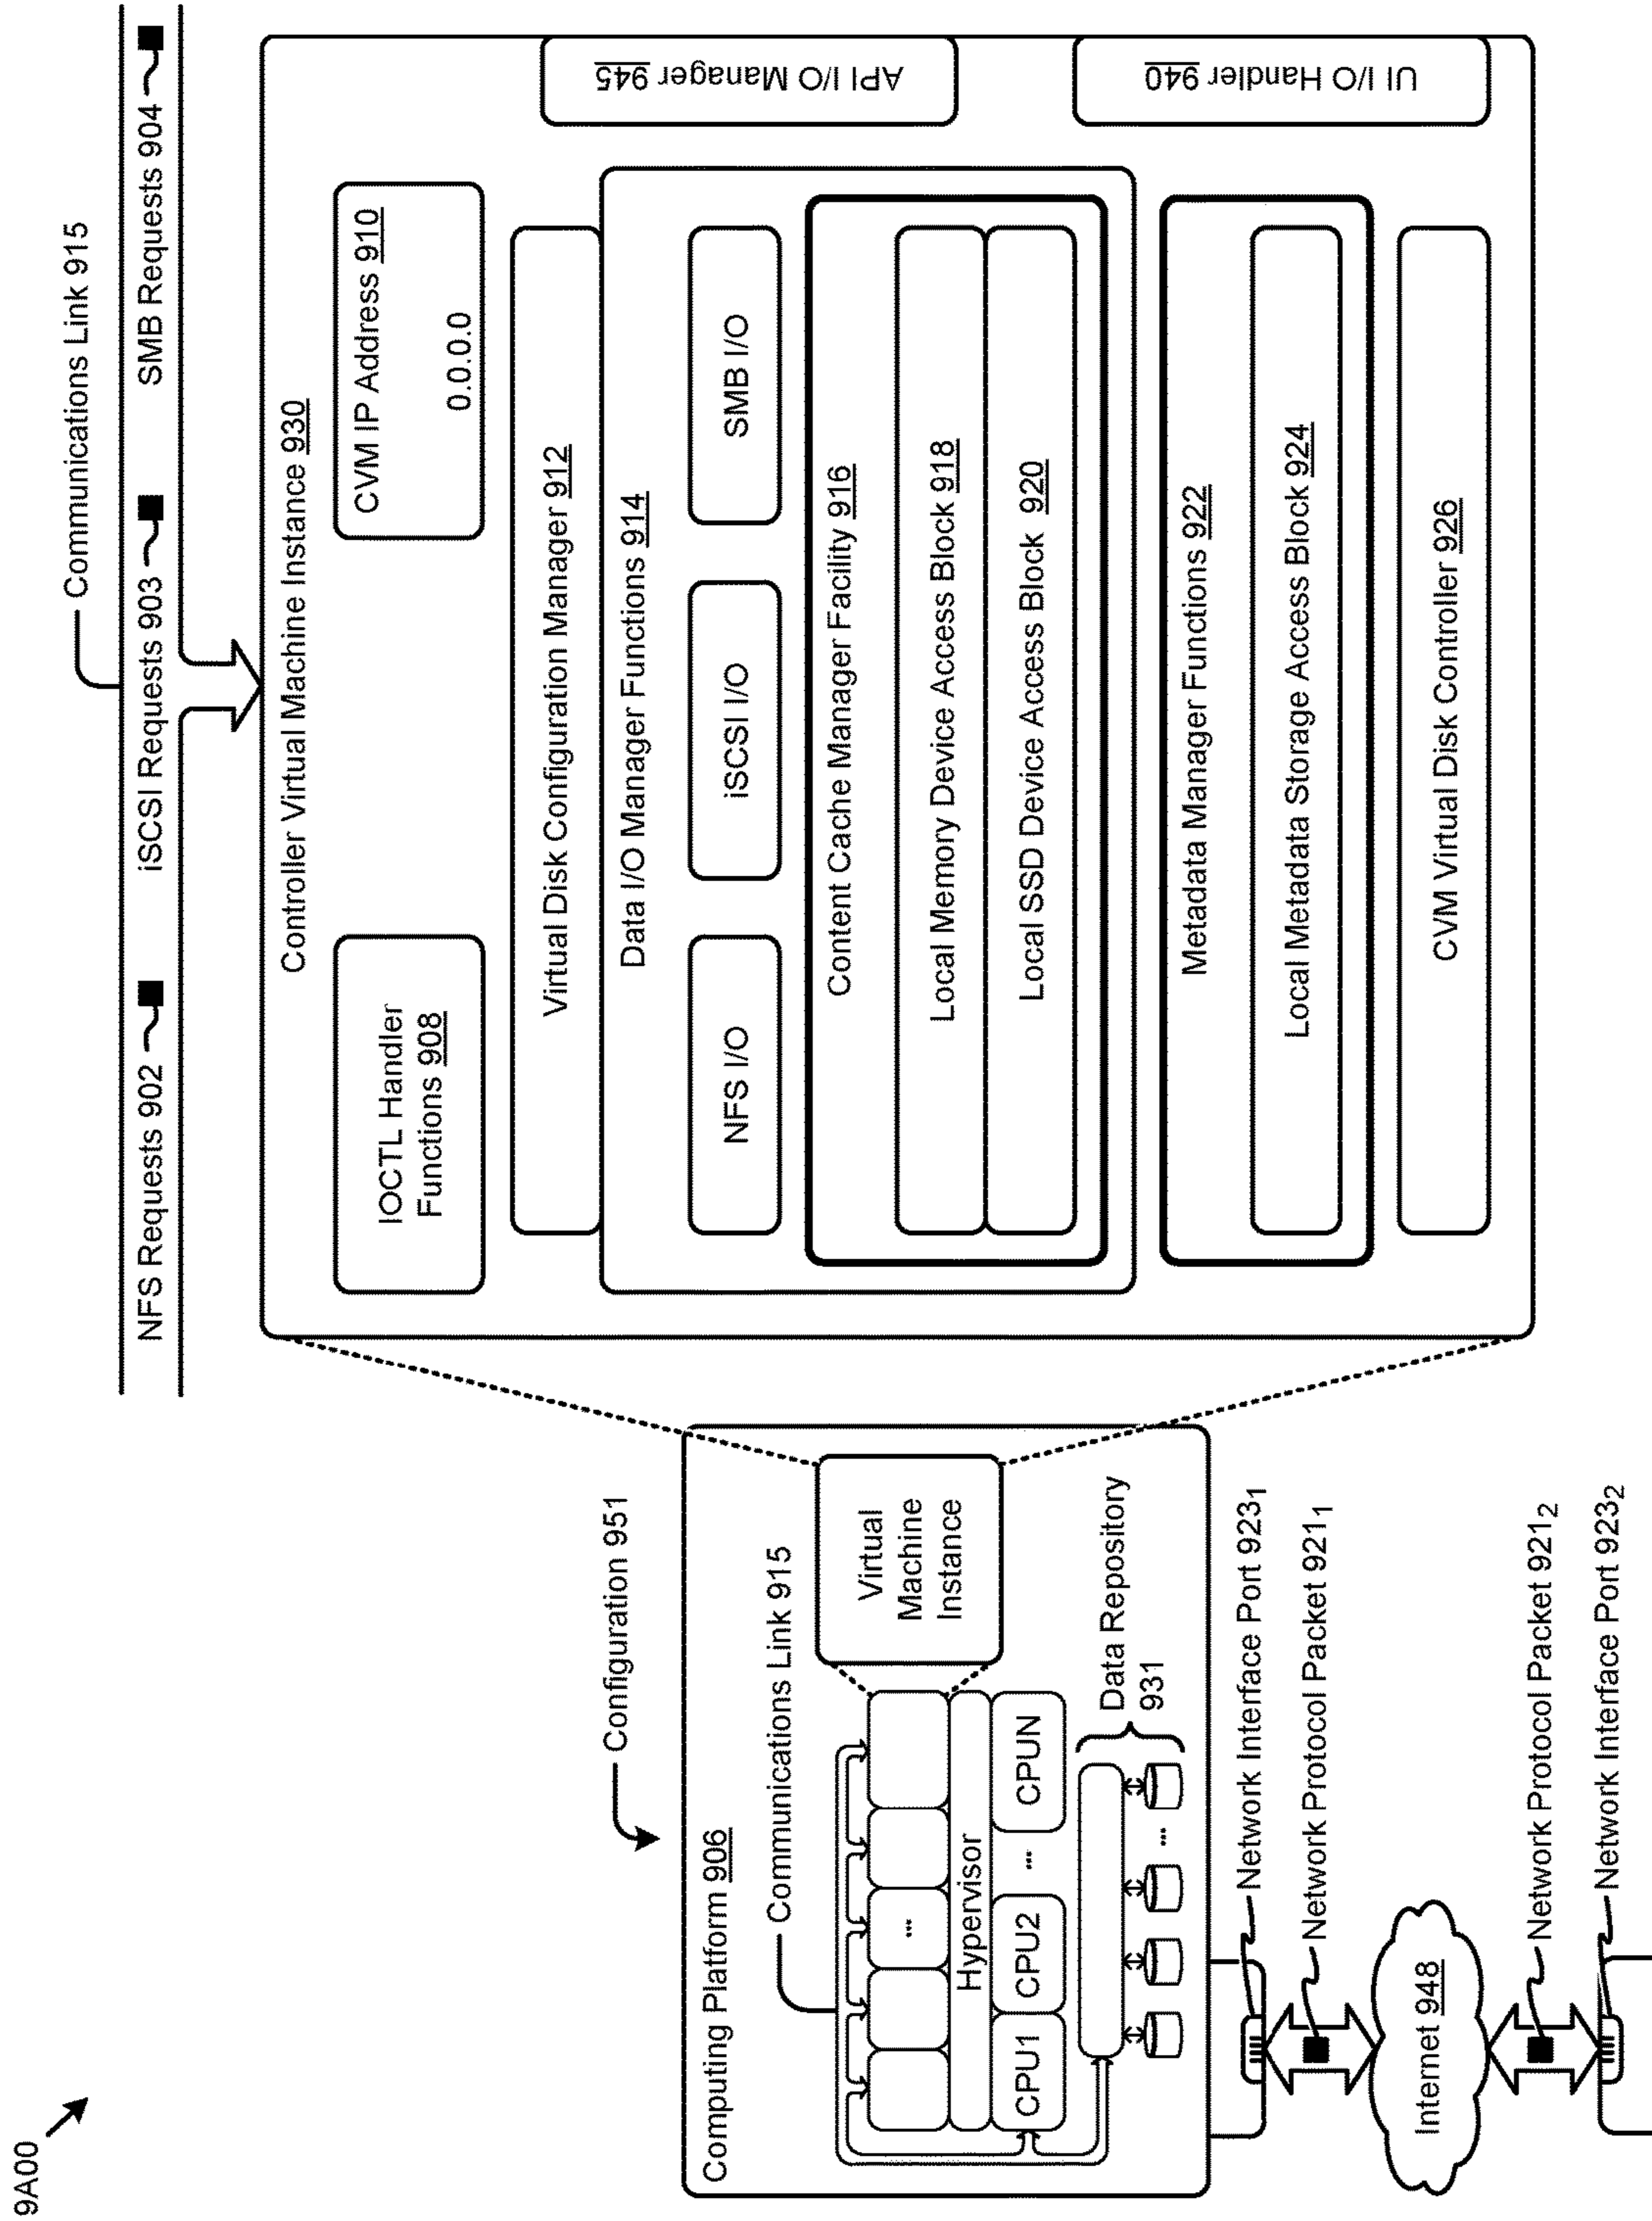 9A00
Communications Link 915
NFS Requests 902
iSCSI Requests 903
SMB Requests 904
Configuration 951
Computing Platform 906
Communications Link 915
...
Hypervisor
CPU1
CPU2
...
CPUN
...
Virtual
Machine
Instance
Data Repository
931
Network Interface Port 923₁
Network Protocol Packet 921₁
Internet 948
Network Protocol Packet 921₂
Network Interface Port 923₂
Controller Virtual Machine Instance 930
IOCTL Handler
Functions 908
CVM IP Address 910
0.0.0.0
Virtual Disk Configuration Manager 912
Data I/O Manager Functions 914
NFS I/O
iSCSI I/O
SMB I/O
Content Cache Manager Facility 916
Local Memory Device Access Block 918
Local SSD Device Access Block 920
Metadata Manager Functions 922
Local Metadata Storage Access Block 924
CVM Virtual Disk Controller 926
API I/O Manager 945
UI I/O Handler 940